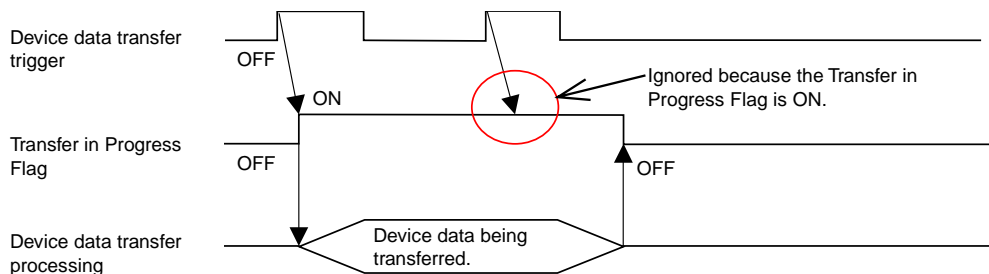 Device data transfer
trigger
OFF
Ignored because the Transfer in
Progress Flag is ON.
ON
Transfer in Progress
Flag
OFF
OFF
Device data transfer
processing
Device data being
transferred.